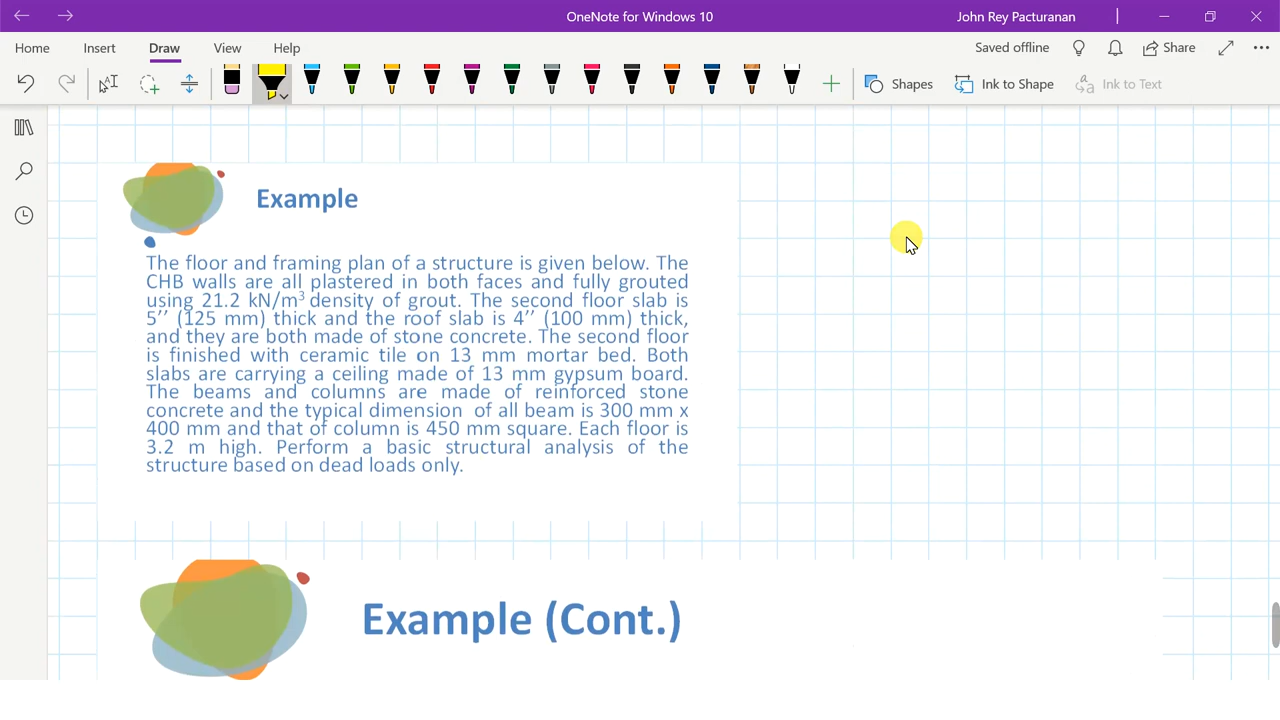 OneNote for Windows 10
John Rey Pacturanan
Home Insert Draw View Help
Saved offline
Share
Shapes
Ink to Shape
Ink to Text
Example
The floor and framing plan of a structure is given below. The
CHB walls are all plastered in both faces and fully grouted
using 21.2 kN/m³ density of grout. The second floor slab is
5’’ (125 mm) thick and the roof slab is 4’’ (100 mm) thick,
and they are both made of stone concrete. The second floor
is finished with ceramic tile on 13 mm mortar bed. Both
slabs are carrying a ceiling made of 13 mm gypsum board.
The beams and columns are made of reinforced stone
concrete and the typical dimension of all beam is 300 mm x
400 mm and that of column is 450 mm square. Each floor is
3.2 m high. Perform a basic structural analysis of the
structure based on dead loads only.
Example (Cont.)